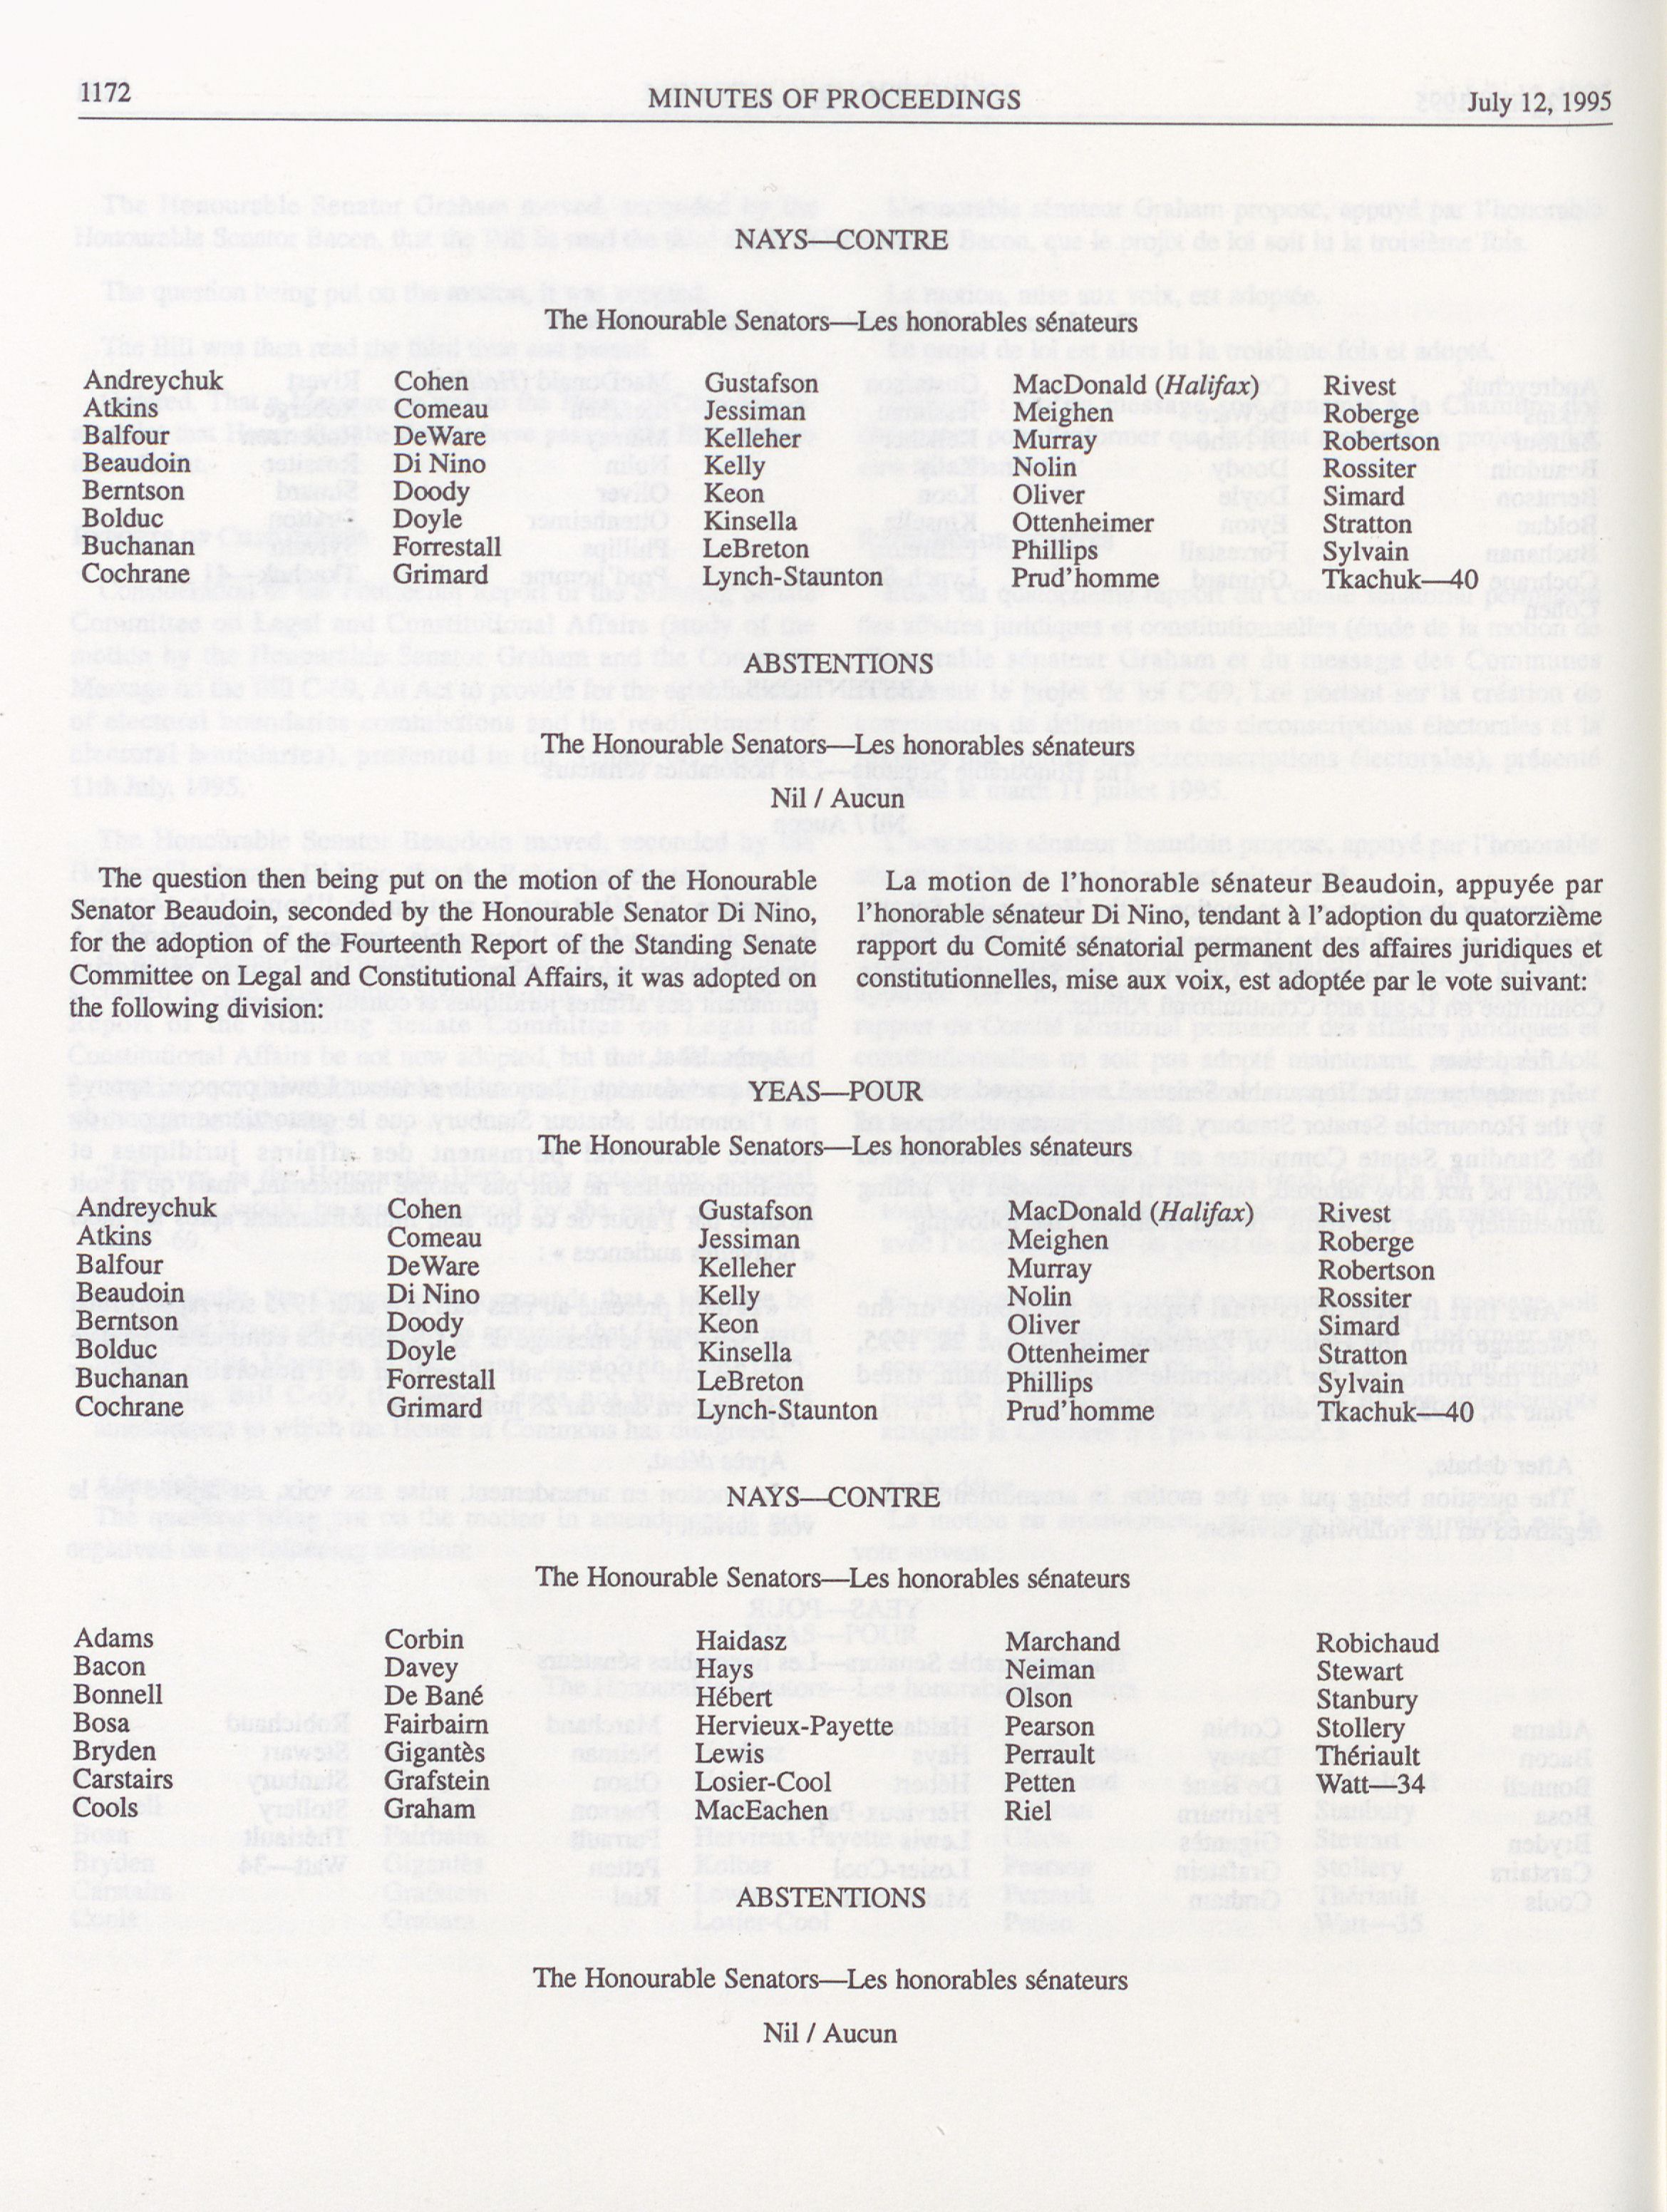 1172
MINUTES OF PROCEEDINGS
July 12, 1995
NAYS—CONTRE
The Honourable Senators—Les honorables sénateurs
Andreychuk Cohen Gustafson MacDonald (Halifax) Rivest
Atkins Comeau Jessiman Meighen Roberge
Balfour DeWare Kelleher Murray Robertson
Beaudoin Di Nino Kelly Nolin Rossiter
Berntson Doody Keon Oliver Simard
Bolduc Doyle Kinsella Ottenheimer Stratton
Buchanan Forrestall LeBreton Phillips Sylvain
Cochrane Grimard Lynch-Staunton Prud'homme Tkachuk—40
ABSTENTIONS
The Honourable Senators—Les honorables sénateurs
Nil / Aucun
The question then being put on the motion of the Honourable
Senator Beaudoin, seconded by the Honourable Senator Di Nino,
for the adoption of the Fourteenth Report of the Standing Senate
Committee on Legal and Constitutional Affairs, it was adopted on
the following division:
La motion de l'honorable sénateur Beaudoin, appuyée par
l'honorable sénateur Di Nino, tendant à l'adoption du quatorzième
rapport du Comité sénatorial permanent des affaires juridiques et
constitutionnelles, mise aux voix, est adoptée par le vote suivant:
YEAS—POUR
The Honourable Senators—Les honorables sénateurs
Andreychuk Cohen Gustafson MacDonald (Halifax) Rivest
Atkins Comeau Jessiman Meighen Roberge
Balfour DeWare Kelleher Murray Robertson
Beaudoin Di Nino Kelly Nolin Rossiter
Berntson Doody Keon Oliver Simard
Bolduc Doyle Kinsella Ottenheimer Stratton
Buchanan Forrestall LeBreton Phillips Sylvain
Cochrane Grimard Lynch-Staunton Prud'homme Tkachuk—40
NAYS—CONTRE
The Honourable Senators—Les honorables sénateurs
Adams Corbin Haidasz Marchand Robichaud
Bacon Davey Hays Neiman Stewart
Bonnell De Bané Hébert Olson Stanbury
Bosa Fairbairn Hervieux-Payette Pearson Stollery
Bryden Gigantès Lewis Perrault Thériault
Carstairs Grafstein Losier-Cool Petten Watt—34
Cools Graham MacEachen Riel
ABSTENTIONS
The Honourable Senators—Les honorables sénateurs
Nil / Aucun